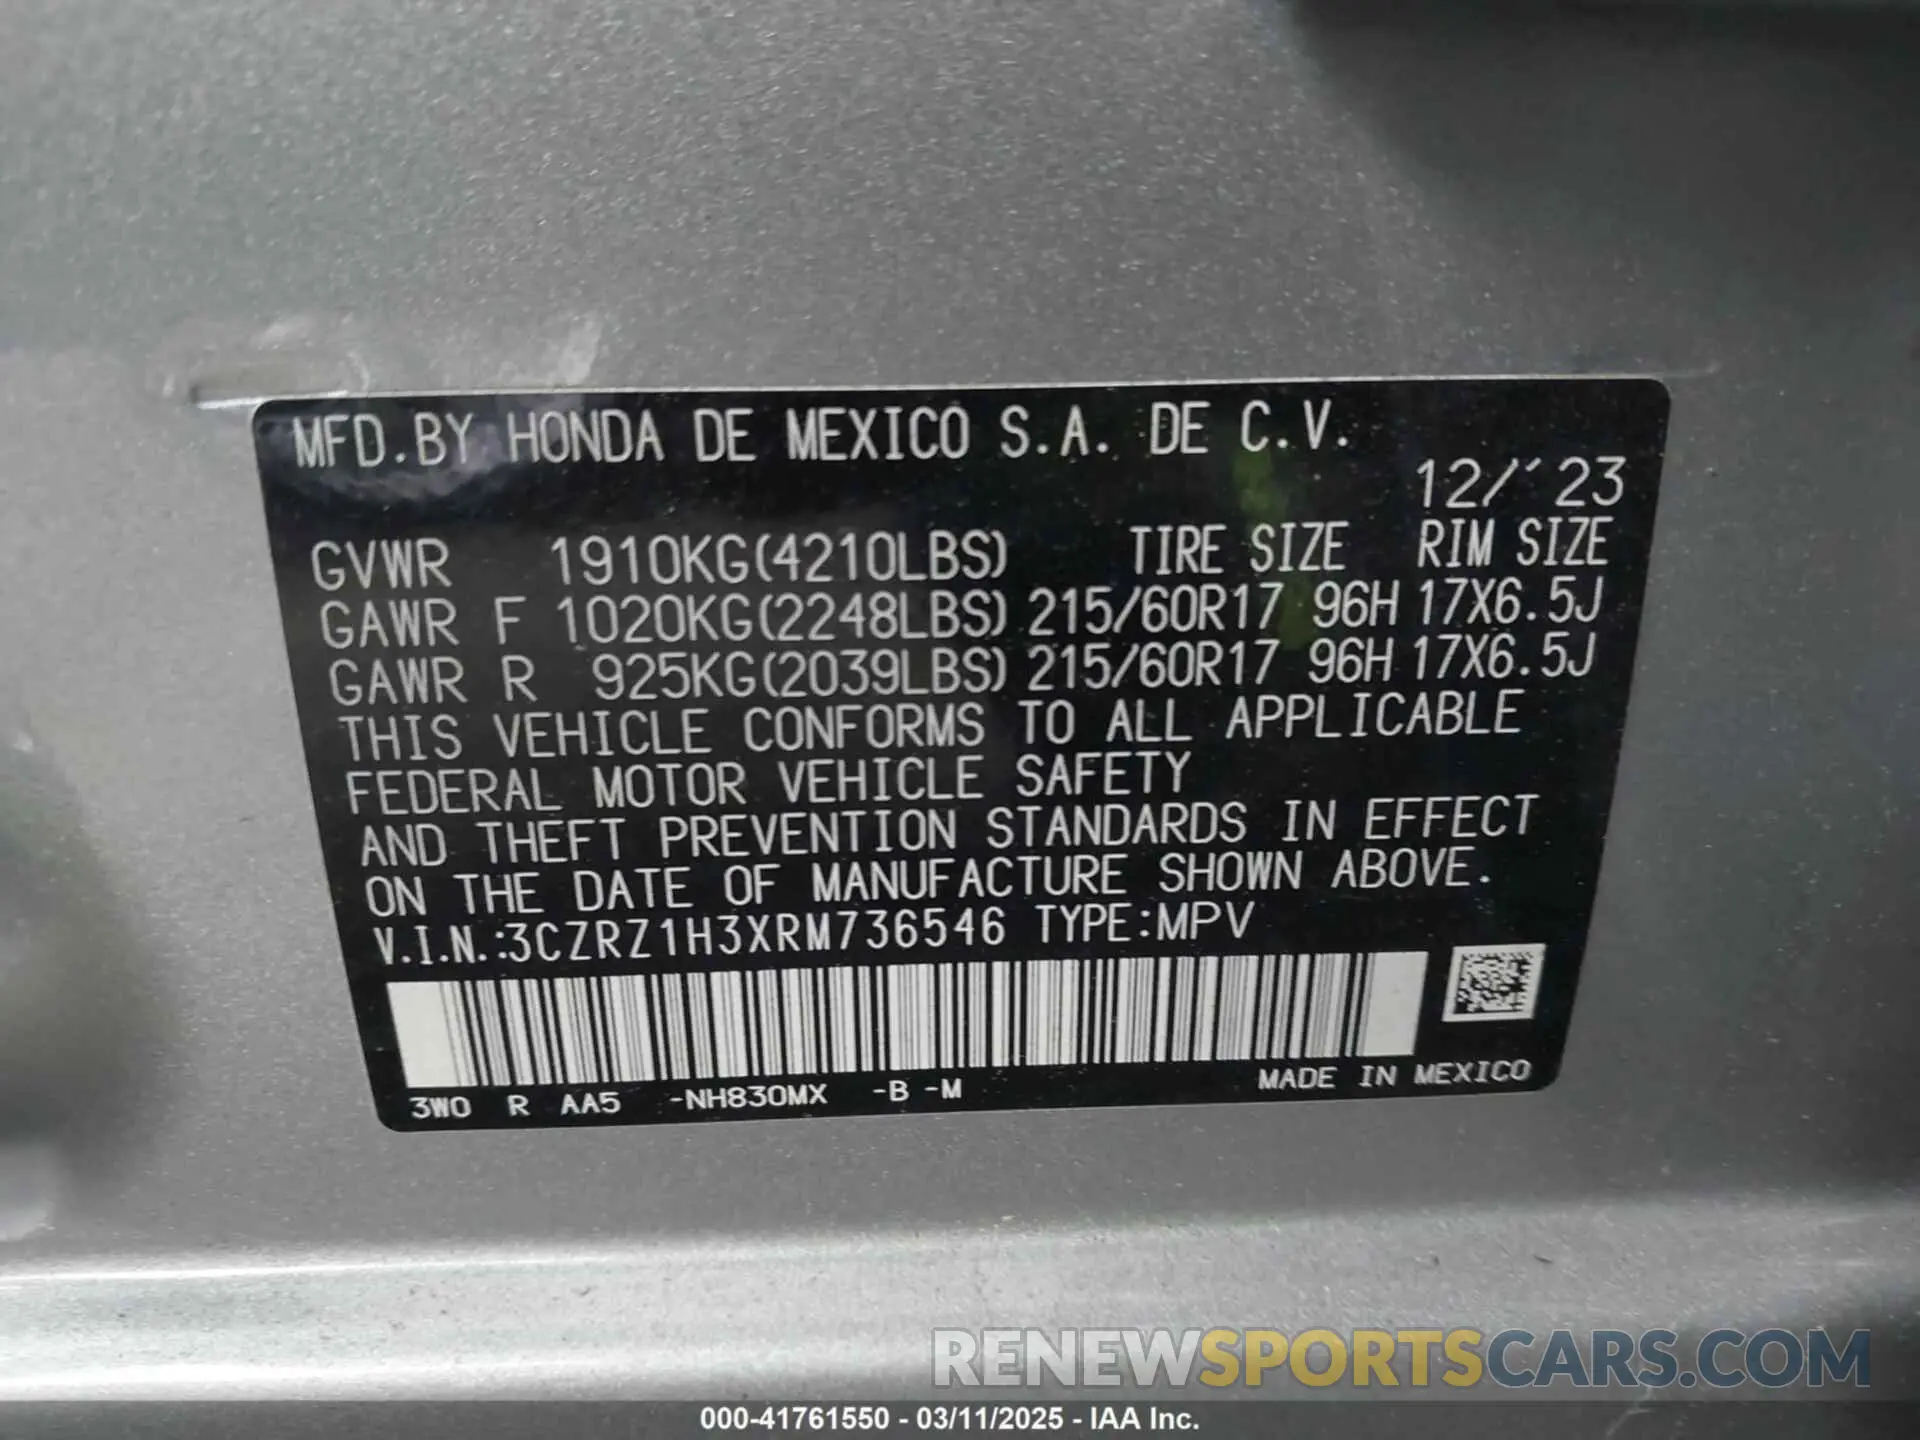 MFD.BY HONDA DE MEXICO S.A. DE C.V.
12/´23
GVWR 1910KG(4210LBS) TIRE SIZE RIM SIZE
GAWR F 1020KG(2248LBS) 215/60R17 96H 17X6.5J
GAWR R 925KG(2039LBS) 215/60R17 96H 17X6.5J
THIS VEHICLE CONFORMS TO ALL APPLICABLE
FEDERAL MOTOR VEHICLE SAFETY
AND THEFT PREVENTION STANDARDS IN EFFECT
ON THE DATE OF MANUFACTURE SHOWN ABOVE.
V.I.N.:3CZRZ1H3XRM736546 TYPE:MPV
3W0 R AA5 -NH830MX -B -M MADE IN MEXICO
RENEWSPORTSCARS.COM
000-41761550 - 03/11/2025 - IAA Inc.